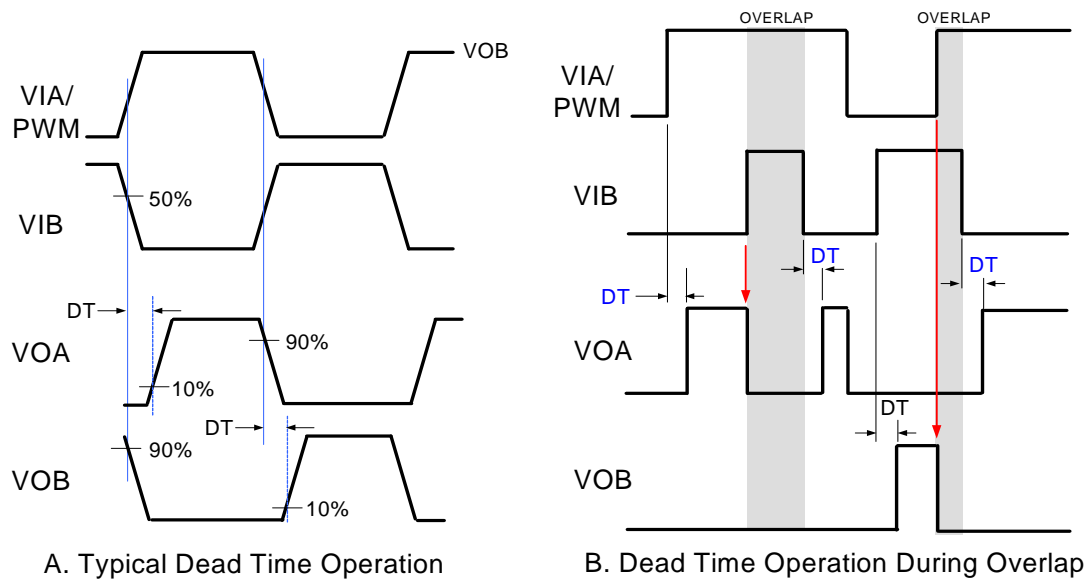 VOB
VIA/
PWM
50%
VIB
DT
VOA
90%
10%
DT
90%
VOB
10%
A. Typical Dead Time Operation
OVERLAP
OVERLAP
VIA/
PWM
VIB
DT
DT
DT
VOA
DT
VOB
B. Dead Time Operation During Overlap